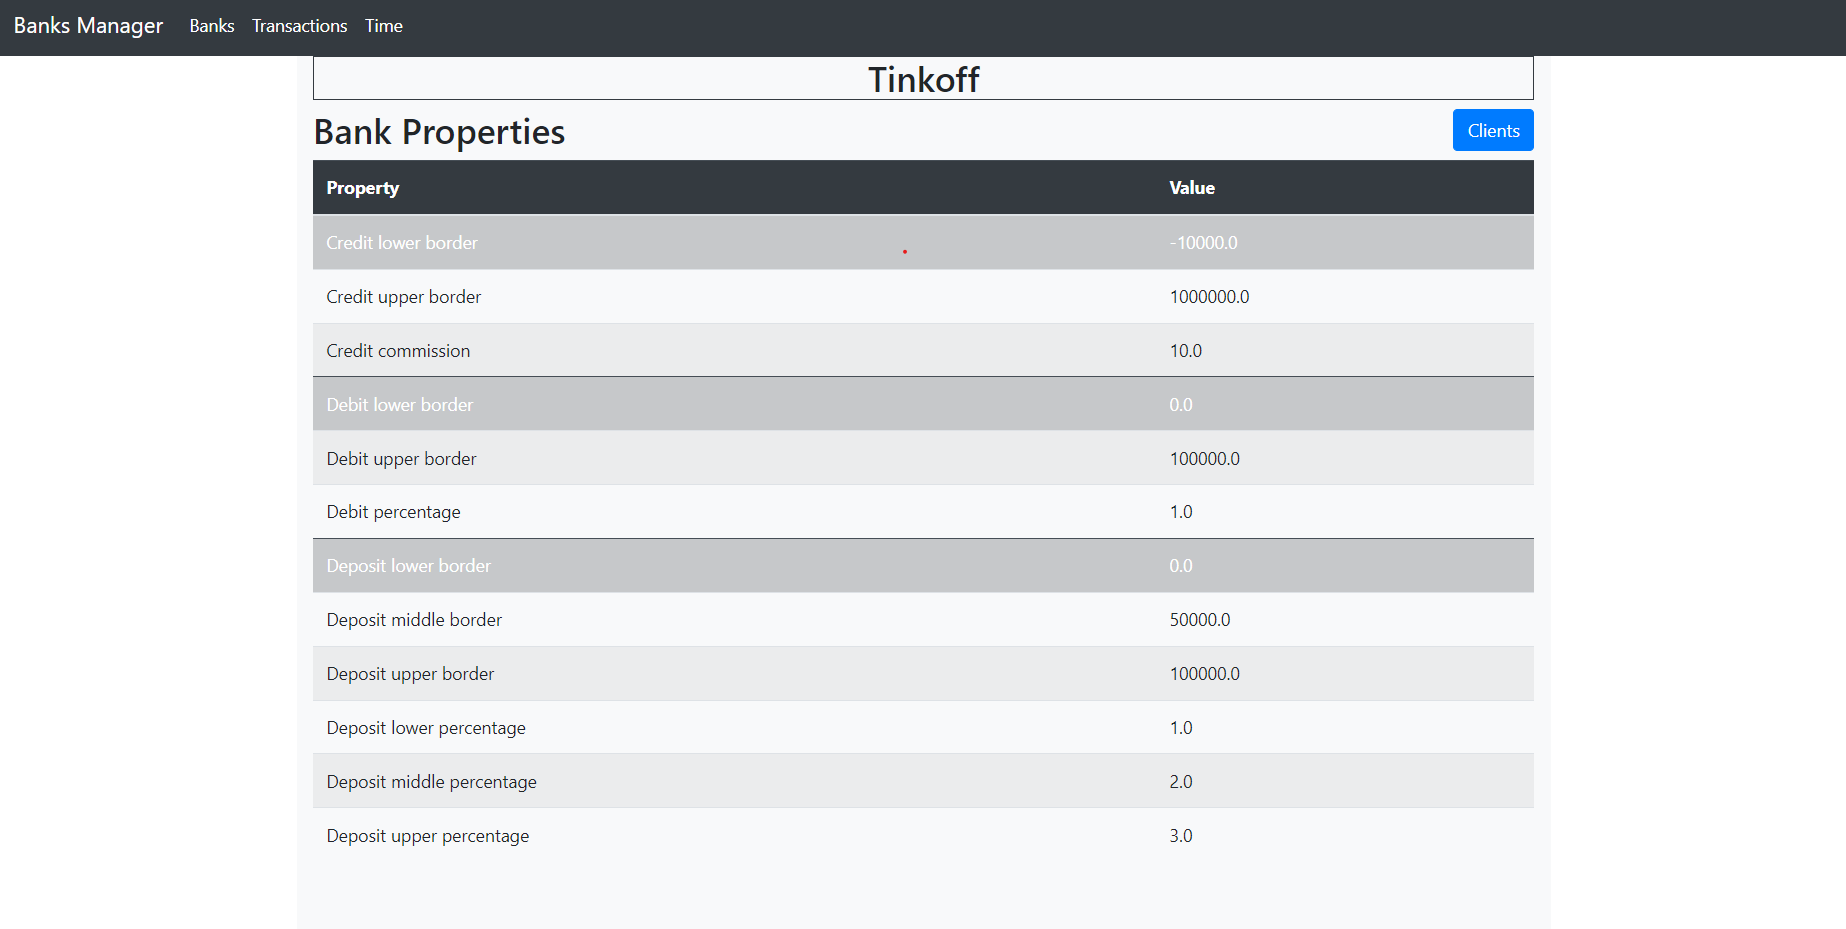 Banks Manager Banks Transactions Time
Tinkoff
Bank Properties Clients
Property Value
Credit lower border -10000.0
Credit upper border 1000000.0
Credit commission 10.0
Debit lower border 0.0
Debit upper border 100000.0
Debit percentage 1.0
Deposit lower border 0.0
Deposit middle border 50000.0
Deposit upper border 100000.0
Deposit lower percentage 1.0
Deposit middle percentage 2.0
Deposit upper percentage 3.0